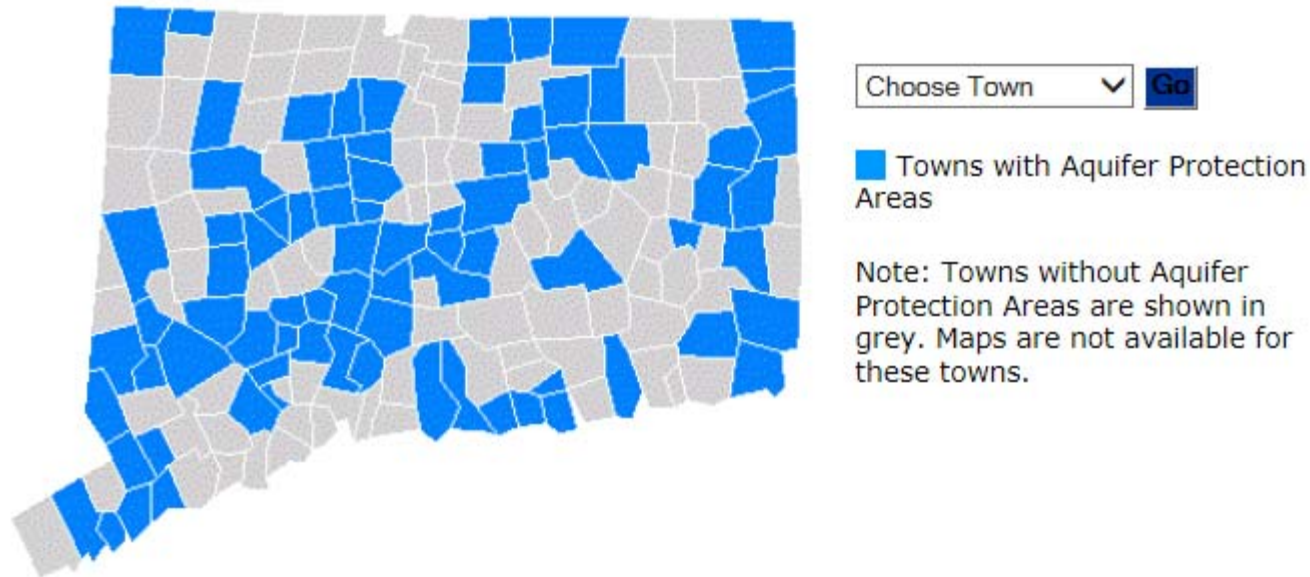 Choose Town
Go
Towns with Aquifer Protection
Areas
Note: Towns without Aquifer
Protection Areas are shown in
grey. Maps are not available for
these towns.